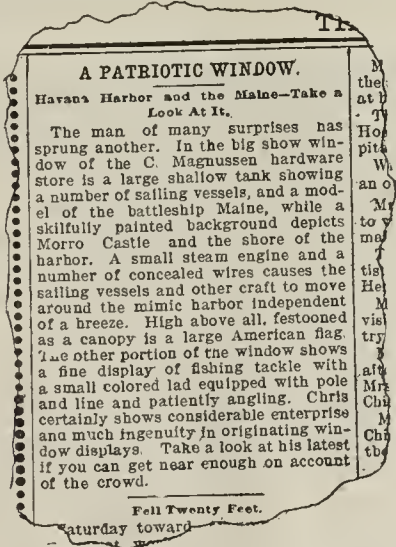 A PATRIOTIC WINDOW.
Havana Harbor and the Maine—Take a
Look At It.
The man of many surprises has
sprung another. In the big show win-
dow of the C. Magnussen hardware
store is a large shallow tank showing
a number of sailing vessels, and a mod-
el of the battleship Maine, while a
skilfully painted background depicts
Morro Castle and the shore of the
harbor. A small steam engine and a
number of concealed wires causes the
sailing vessels and other craft to move
around the mimic harbor independent
of a breeze. High above all, festooned
as a canopy is a large American flag.
The other portion of the window shows
a fine display of fishing tackle with
a small colored lad equipped with pole
and line and patiently angling. Chris
certainly shows considerable enterprise
and much ingenuity in originating win-
dow displays. Take a look at his latest
if you can get near enough on account
of the crowd.
Fell Twenty Feet.
Saturday toward